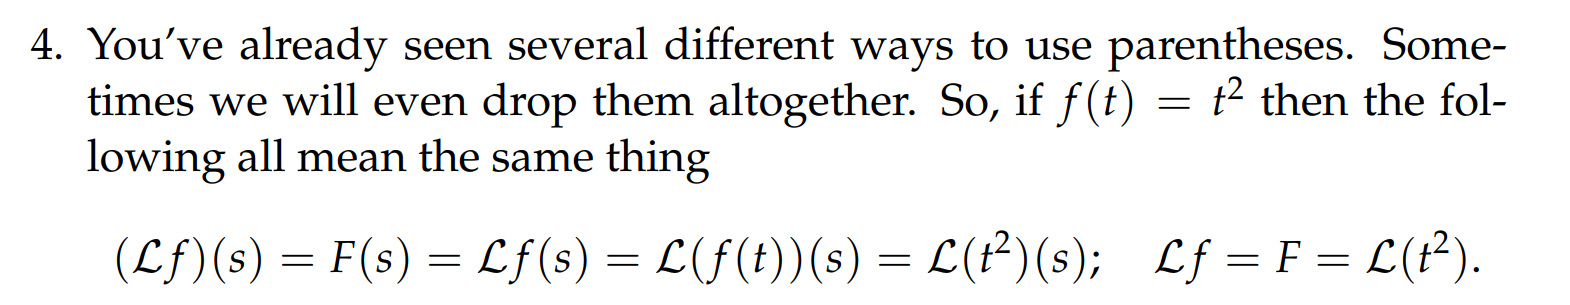 4. You've already seen several different ways to use parentheses. Some-
times we will even drop them altogether. So, if f(t) = t² then the fol-
lowing all mean the same thing
(ℒf)(s) = F(s) = ℒf(s) = ℒ(f(t))(s) = ℒ(t²)(s); ℒf = F = ℒ(t²).